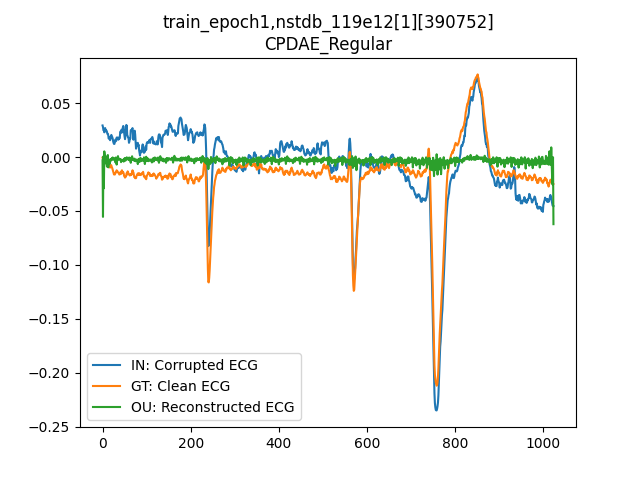 train_epoch1,nstdb_119e12[1][390752]
CPDAE_Regular
0.05
0.00
−0.05
−0.10
−0.15
−0.20
−0.25
IN: Corrupted ECG
GT: Clean ECG
OU: Reconstructed ECG
0 200 400 600 800 1000